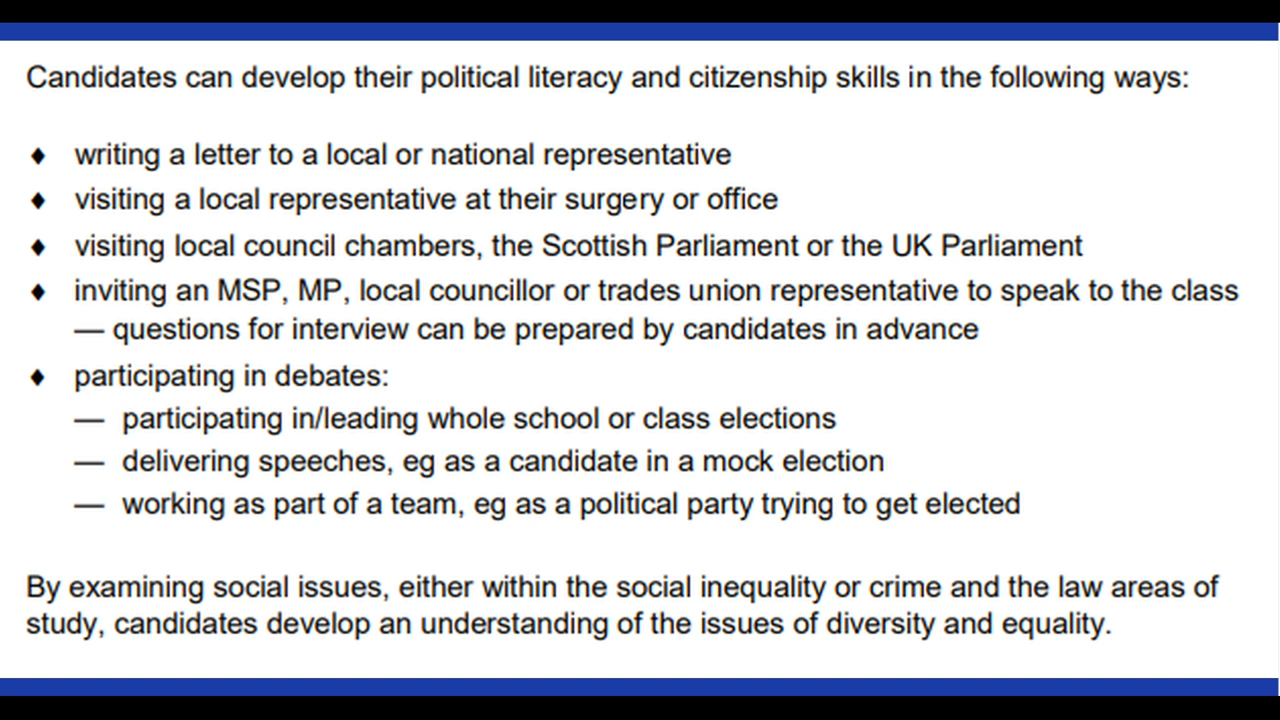 Candidates can develop their political literacy and citizenship skills in the following ways:
♦ writing a letter to a local or national representative
♦ visiting a local representative at their surgery or office
♦ visiting local council chambers, the Scottish Parliament or the UK Parliament
♦ inviting an MSP, MP, local councillor or trades union representative to speak to the class
— questions for interview can be prepared by candidates in advance
♦ participating in debates:
— participating in/leading whole school or class elections
— delivering speeches, eg as a candidate in a mock election
— working as part of a team, eg as a political party trying to get elected
By examining social issues, either within the social inequality or crime and the law areas of
study, candidates develop an understanding of the issues of diversity and equality.